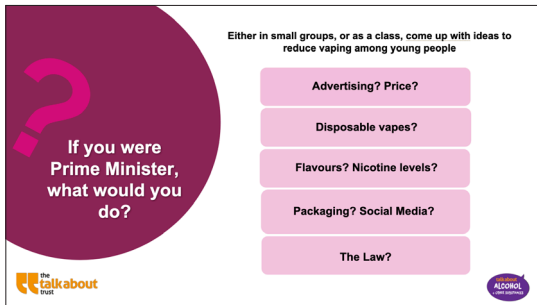 Either in small groups, or as a class, come up with ideas to
reduce vaping among young people
?
If you were
Prime Minister,
what would you
do?
Advertising? Price?
Disposable vapes?
Flavours? Nicotine levels?
Packaging? Social Media?
The Law?
the
talkabout
trust
talk about
ALCOHOL